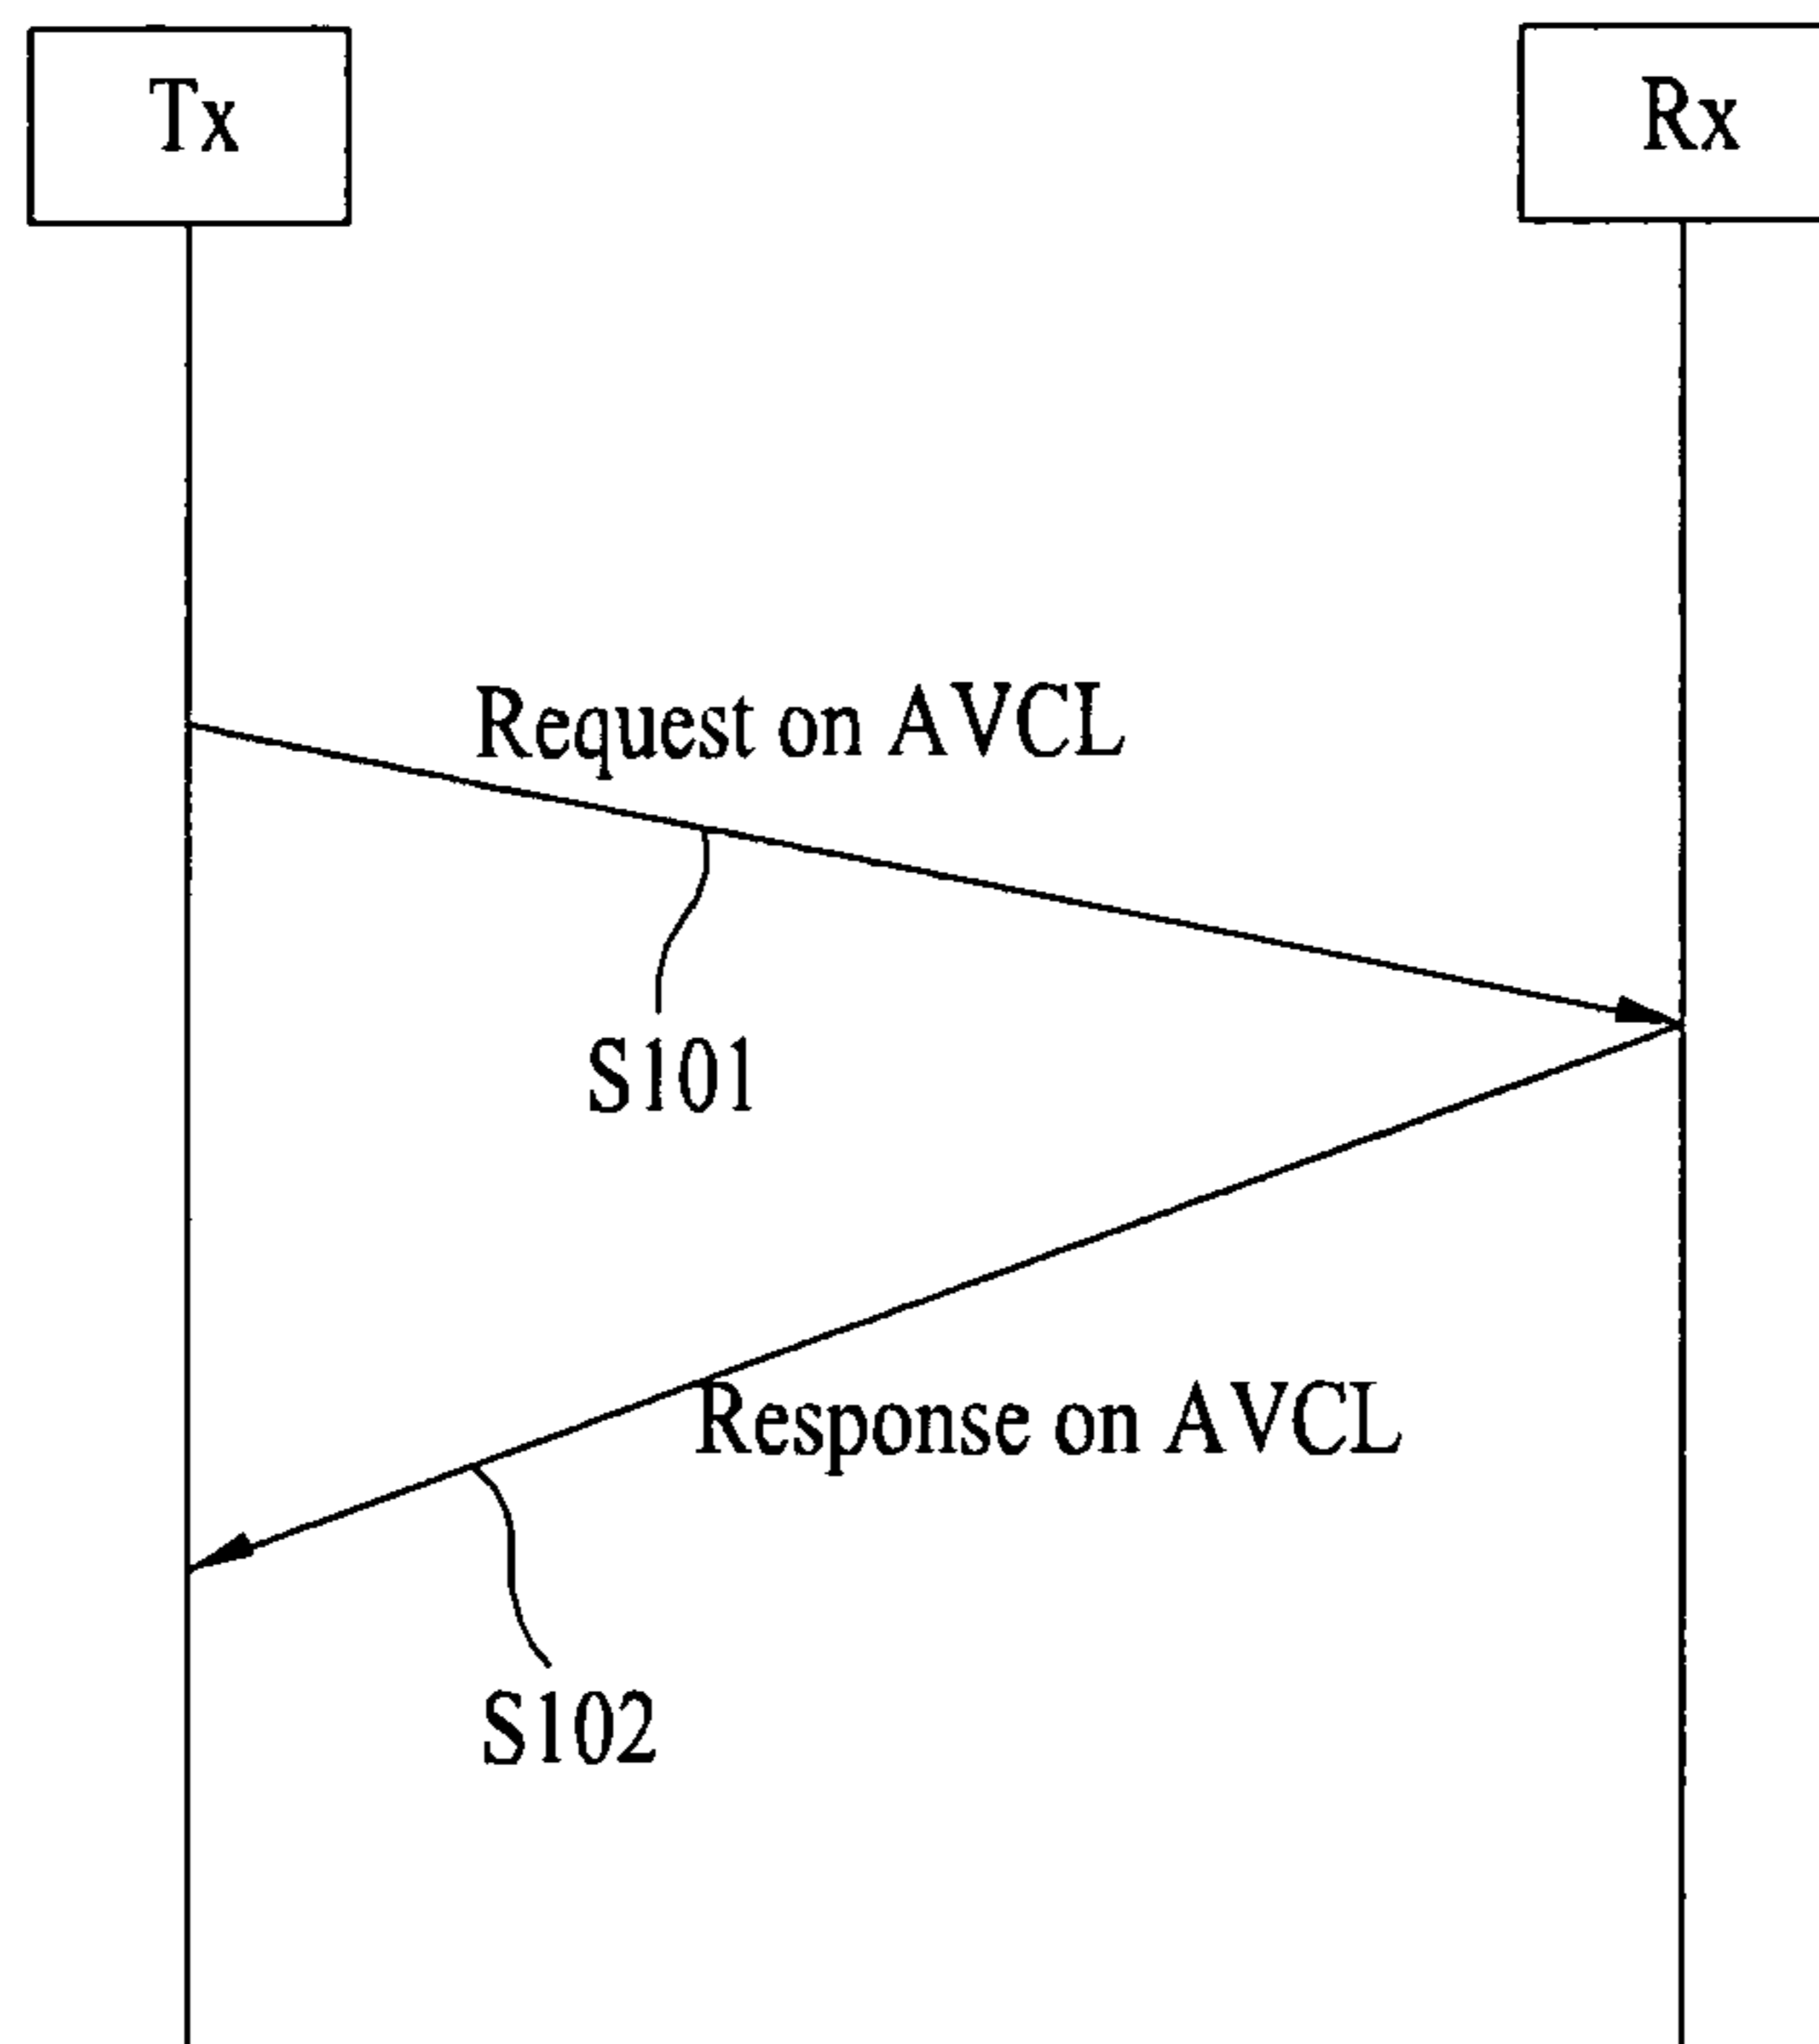 Tx
Rx
Request on AVCL
S101
Response on AVCL
S102